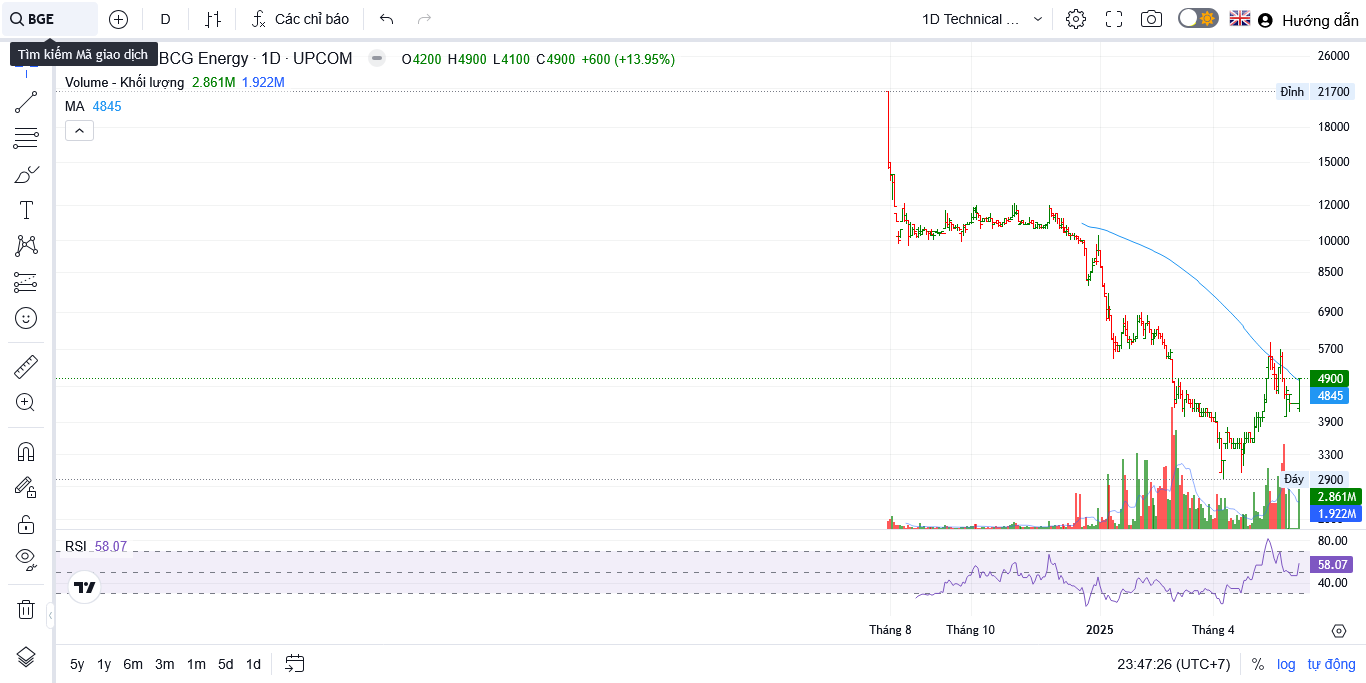 BGE
D
Các chỉ báo
1D Technical ...
Hướng dẫn
Tìm kiếm Mã giao dịch
BCG Energy · 1D · UPCOM
O4200 H4900 L4100 C4900 +600 (+13.95%)
Volume - Khối lượng 2.861M 1.922M
MA 4845
26000
Đỉnh 21700
18000
15000
12000
10000
8500
6900
5700
4900
4845
3900
3300
Đáy 2900
2.861M
1.922M
RSI 58.07
80.00
58.07
40.00
Tháng 8
Tháng 10
2025
Tháng 4
5y 1y 6m 3m 1m 5d 1d
23:47:26 (UTC+7)
% log tự động